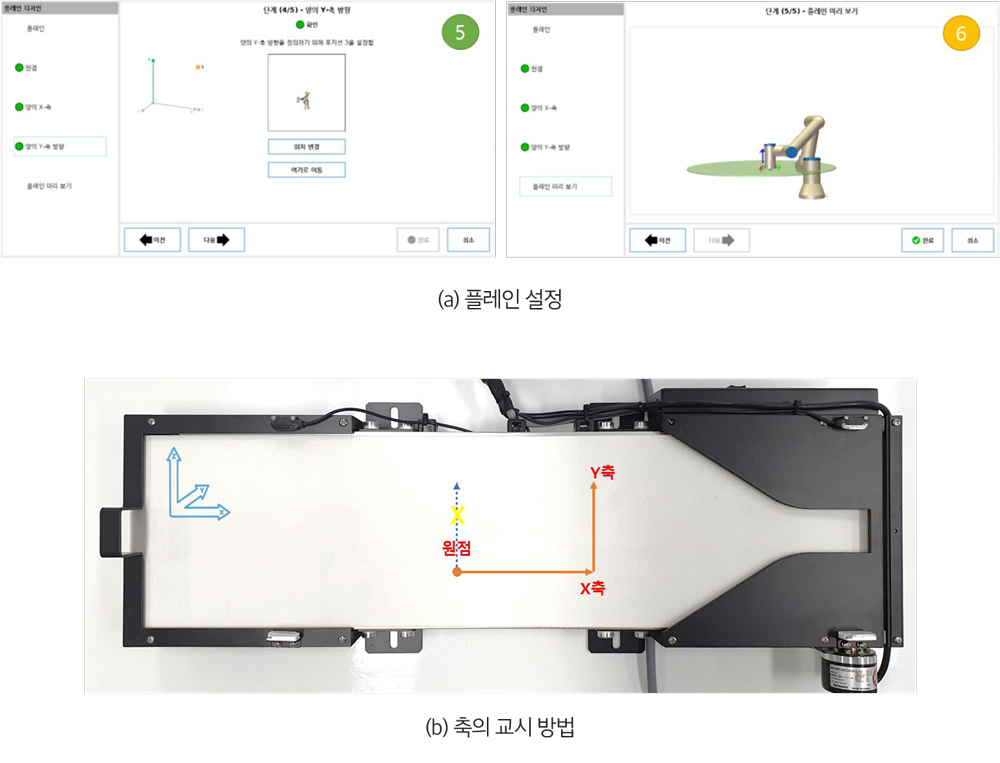 플레인 디자인
플레인
원점
양의 X-축
양의 Y-축 방향
플레인 미리 보기
단계 (4/5) - 양의 Y-축 방향
확인
양의 Y-축 방향을 정의하기 위해 포지션 3을 설정함
위치 변경
여기로 이동
이전
다음
완료
취소
5
플레인 디자인
플레인
원점
양의 X-축
양의 Y-축 방향
플레인 미리 보기
단계 (5/5) - 플레인 미리 보기
이전
다음
완료
취소
6
(a) 플레인 설정
Z
Y
X
X
원점
Y축
X축
(b) 축의 교시 방법